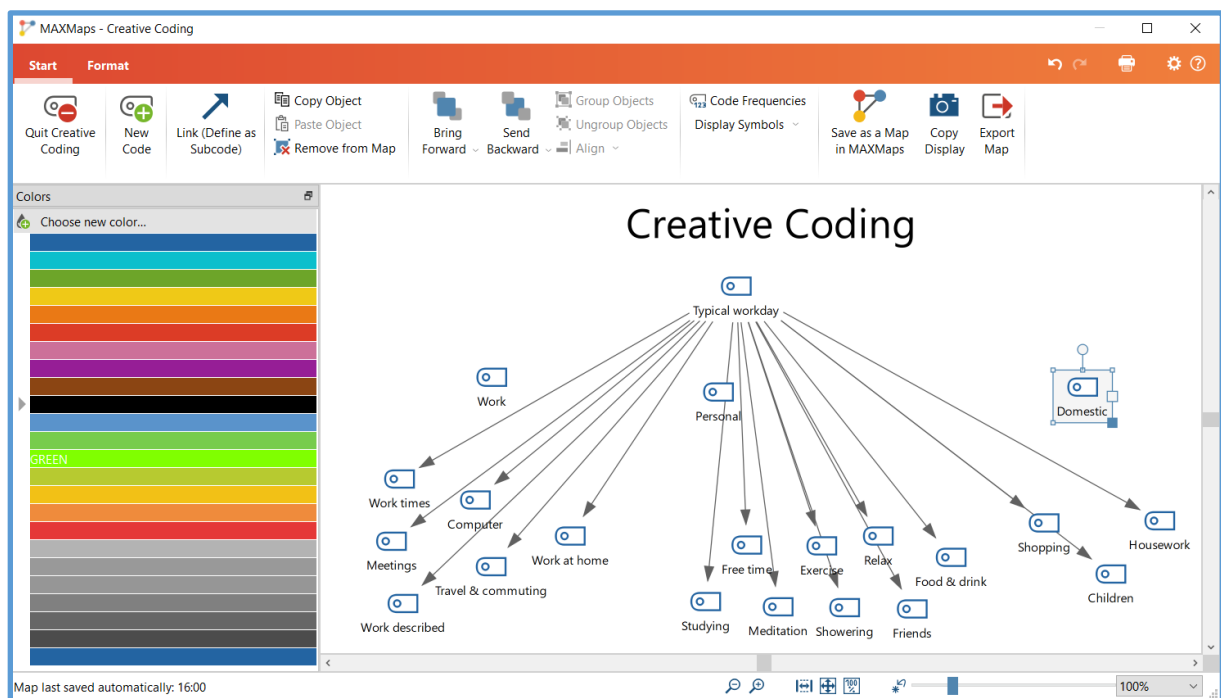 MAXMaps - Creative Coding
Start Format
Quit Creative Coding
New Code
Link (Define as Subcode)
Copy Object
Paste Object
Remove from Map
Bring Forward
Send Backward
Group Objects
Ungroup Objects
Align
Code Frequencies
Display Symbols
Save as a Map in MAXMaps
Copy Display
Export Map
Colors
Choose new color...
GREEN
Creative Coding
Typical workday
Work
Personal
Domestic
Work times
Computer
Meetings
Work at home
Travel & commuting
Work described
Free time
Exercise
Relax
Food & drink
Studying
Meditation
Showering
Friends
Shopping
Housework
Children
Map last saved automatically: 16:00
100%